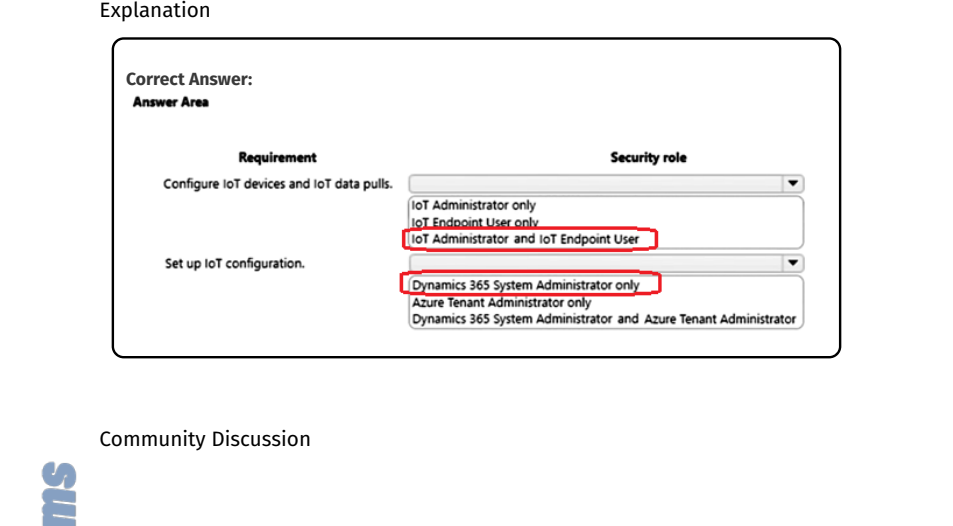 Explanation
Correct Answer:
Answer Area
Requirement Security role
Configure IoT devices and IoT data pulls.
IoT Administrator only
IoT Endpoint User only
IoT Administrator and IoT Endpoint User
Set up IoT configuration.
Dynamics 365 System Administrator only
Azure Tenant Administrator only
Dynamics 365 System Administrator and Azure Tenant Administrator
Community Discussion
ms